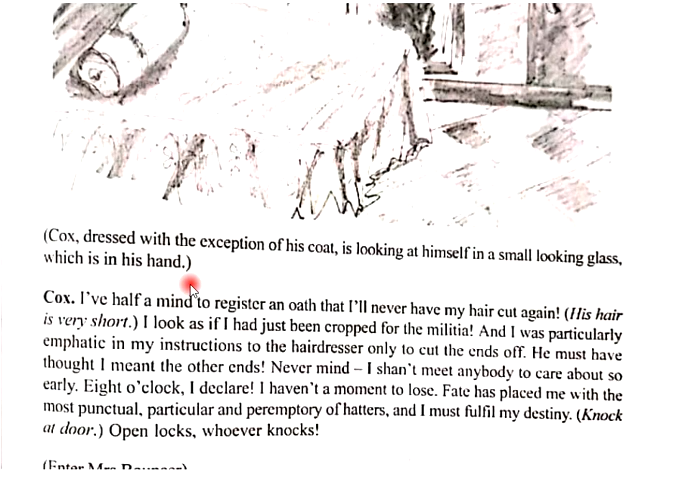 (Cox, dressed with the exception of his coat, is looking at himself in a small looking glass,
which is in his hand.)
Cox. I've half a mind to register an oath that I'll never have my hair cut again! (His hair
is very short.) I look as if I had just been cropped for the militia! And I was particularly
emphatic in my instructions to the hairdresser only to cut the ends off. He must have
thought I meant the other ends! Never mind – I shan't meet anybody to care about so
early. Eight o'clock, I declare! I haven't a moment to lose. Fate has placed me with the
most punctual, particular and peremptory of hatters, and I must fulfil my destiny. (Knock
at door.) Open locks, whoever knocks!
(Enter Mrs